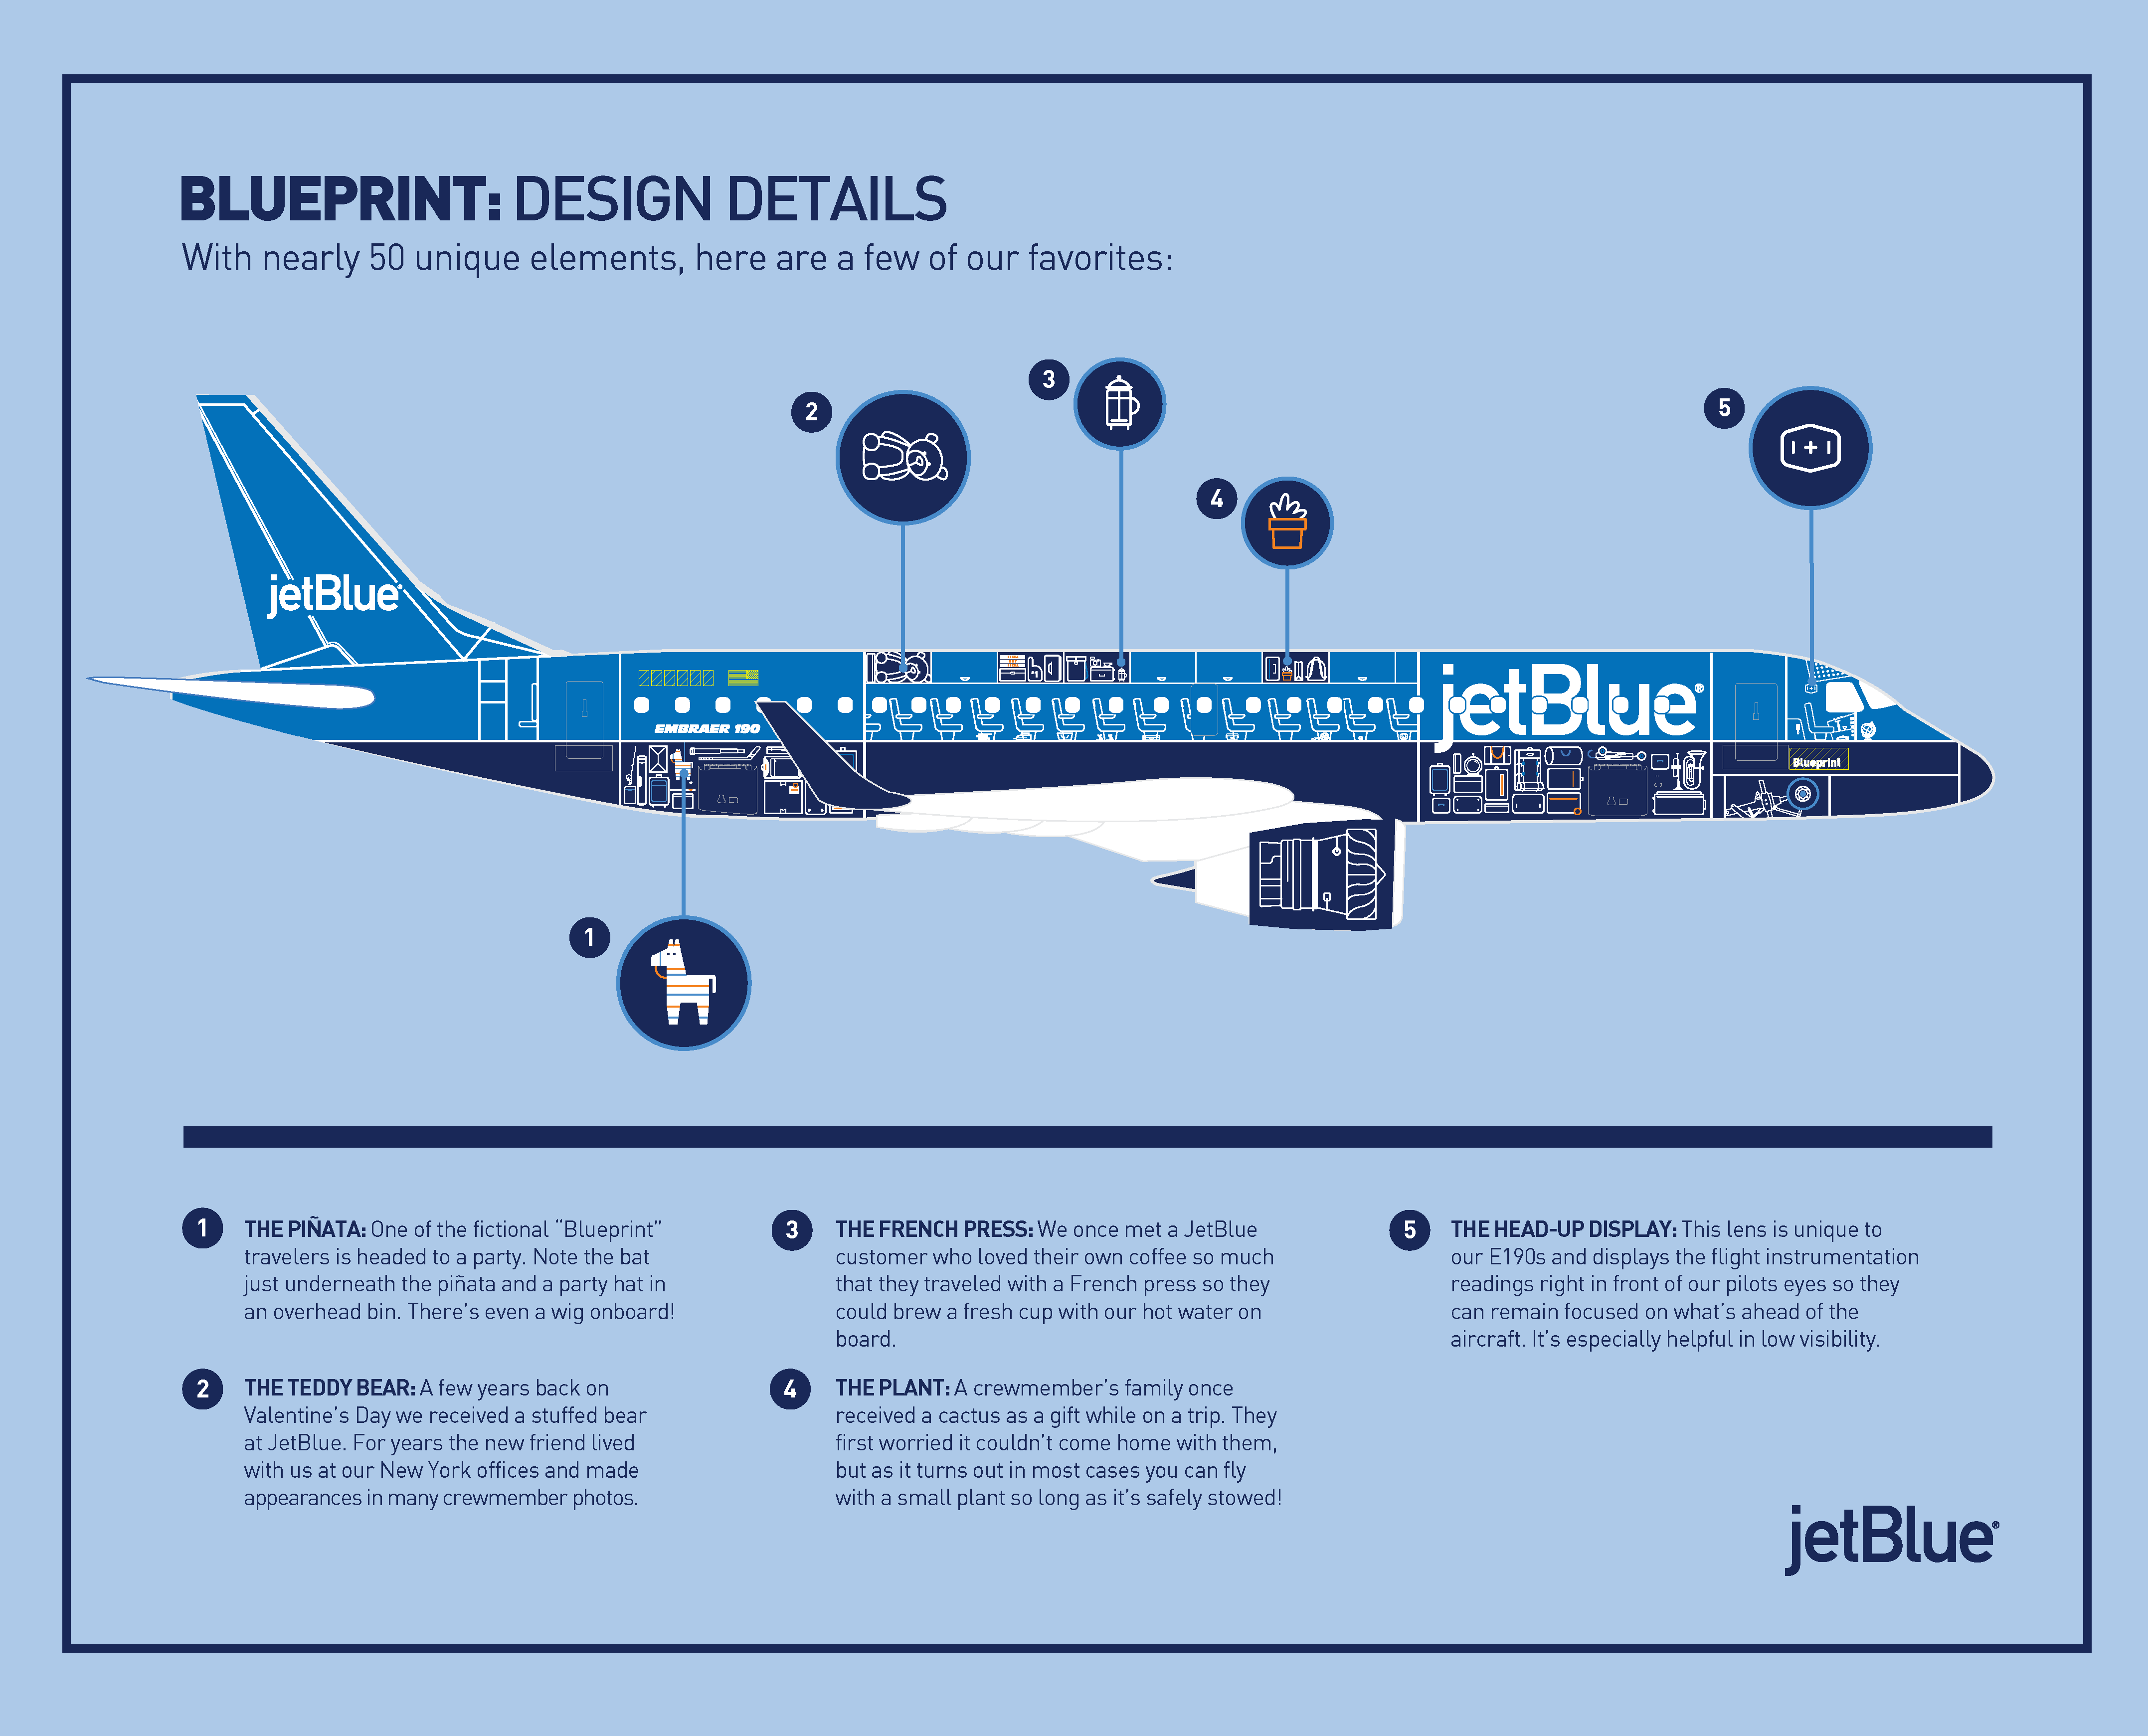 BLUEPRINT: DESIGN DETAILS
With nearly 50 unique elements, here are a few of our favorites:
3
2
5
4
jetBlue
jetBlue®
EMBRAER 190
Blueprint
1
1 THE PIÑATA: One of the fictional “Blueprint”
travelers is headed to a party. Note the bat
just underneath the piñata and a party hat in
an overhead bin. There’s even a wig onboard!
2 THE TEDDY BEAR: A few years back on
Valentine’s Day we received a stuffed bear
at JetBlue. For years the new friend lived
with us at our New York offices and made
appearances in many crewmember photos.
3 THE FRENCH PRESS: We once met a JetBlue
customer who loved their own coffee so much
that they traveled with a French press so they
could brew a fresh cup with our hot water on
board.
4 THE PLANT: A crewmember’s family once
received a cactus as a gift while on a trip. They
first worried it couldn’t come home with them,
but as it turns out in most cases you can fly
with a small plant so long as it’s safely stowed!
5 THE HEAD-UP DISPLAY: This lens is unique to
our E190s and displays the flight instrumentation
readings right in front of our pilots eyes so they
can remain focused on what’s ahead of the
aircraft. It’s especially helpful in low visibility.
jetBlue®